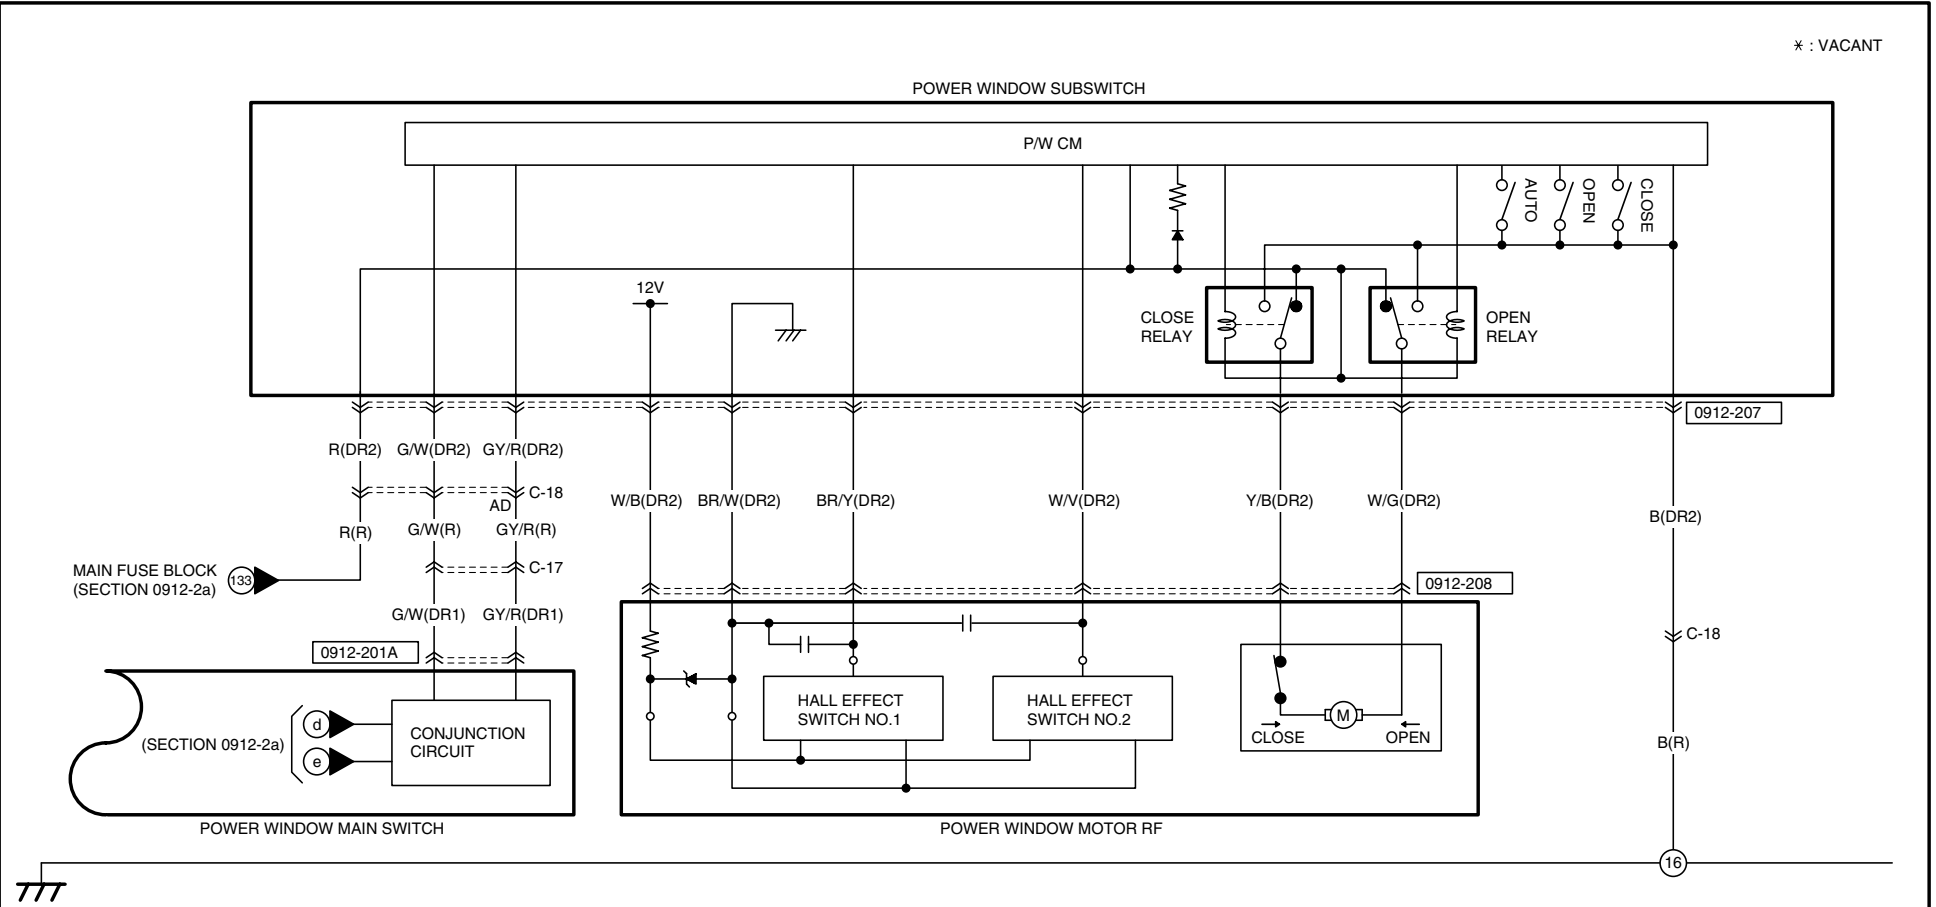 * : VACANT
POWER WINDOW SUBSWITCH
P/W CM
AUTO
OPEN
CLOSE
12V
CLOSE
RELAY
OPEN
RELAY
0912-207
R(DR2)
G/W(DR2)
GY/R(DR2)
C-18
AD
W/B(DR2)
BR/W(DR2)
BR/Y(DR2)
W/V(DR2)
Y/B(DR2)
W/G(DR2)
B(DR2)
R(R)
G/W(R)
GY/R(R)
C-17
MAIN FUSE BLOCK
(SECTION 0912-2a)
133
0912-208
G/W(DR1)
GY/R(DR1)
C-18
0912-201A
HALL EFFECT
SWITCH NO.1
HALL EFFECT
SWITCH NO.2
M
CLOSE
OPEN
(SECTION 0912-2a)
d
e
CONJUNCTION
CIRCUIT
B(R)
POWER WINDOW MAIN SWITCH
POWER WINDOW MOTOR RF
16